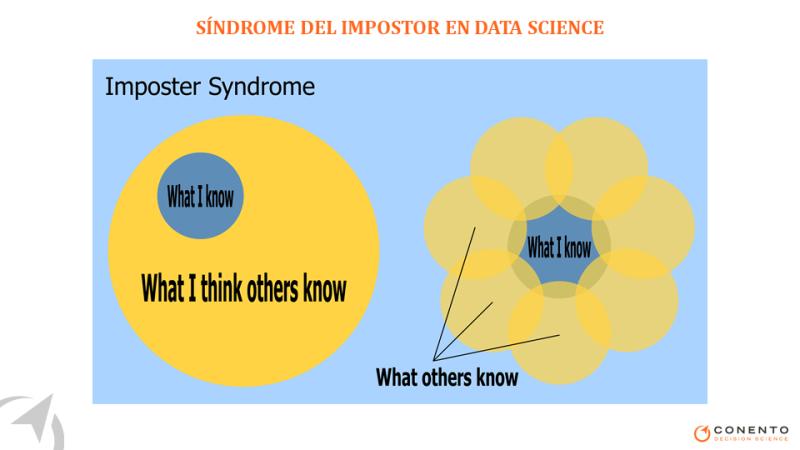 SÍNDROME DEL IMPOSTOR EN DATA SCIENCE
Imposter Syndrome
What I know
What I think others know
What I know
What others know
CONENTO
DECISION SCIENCE